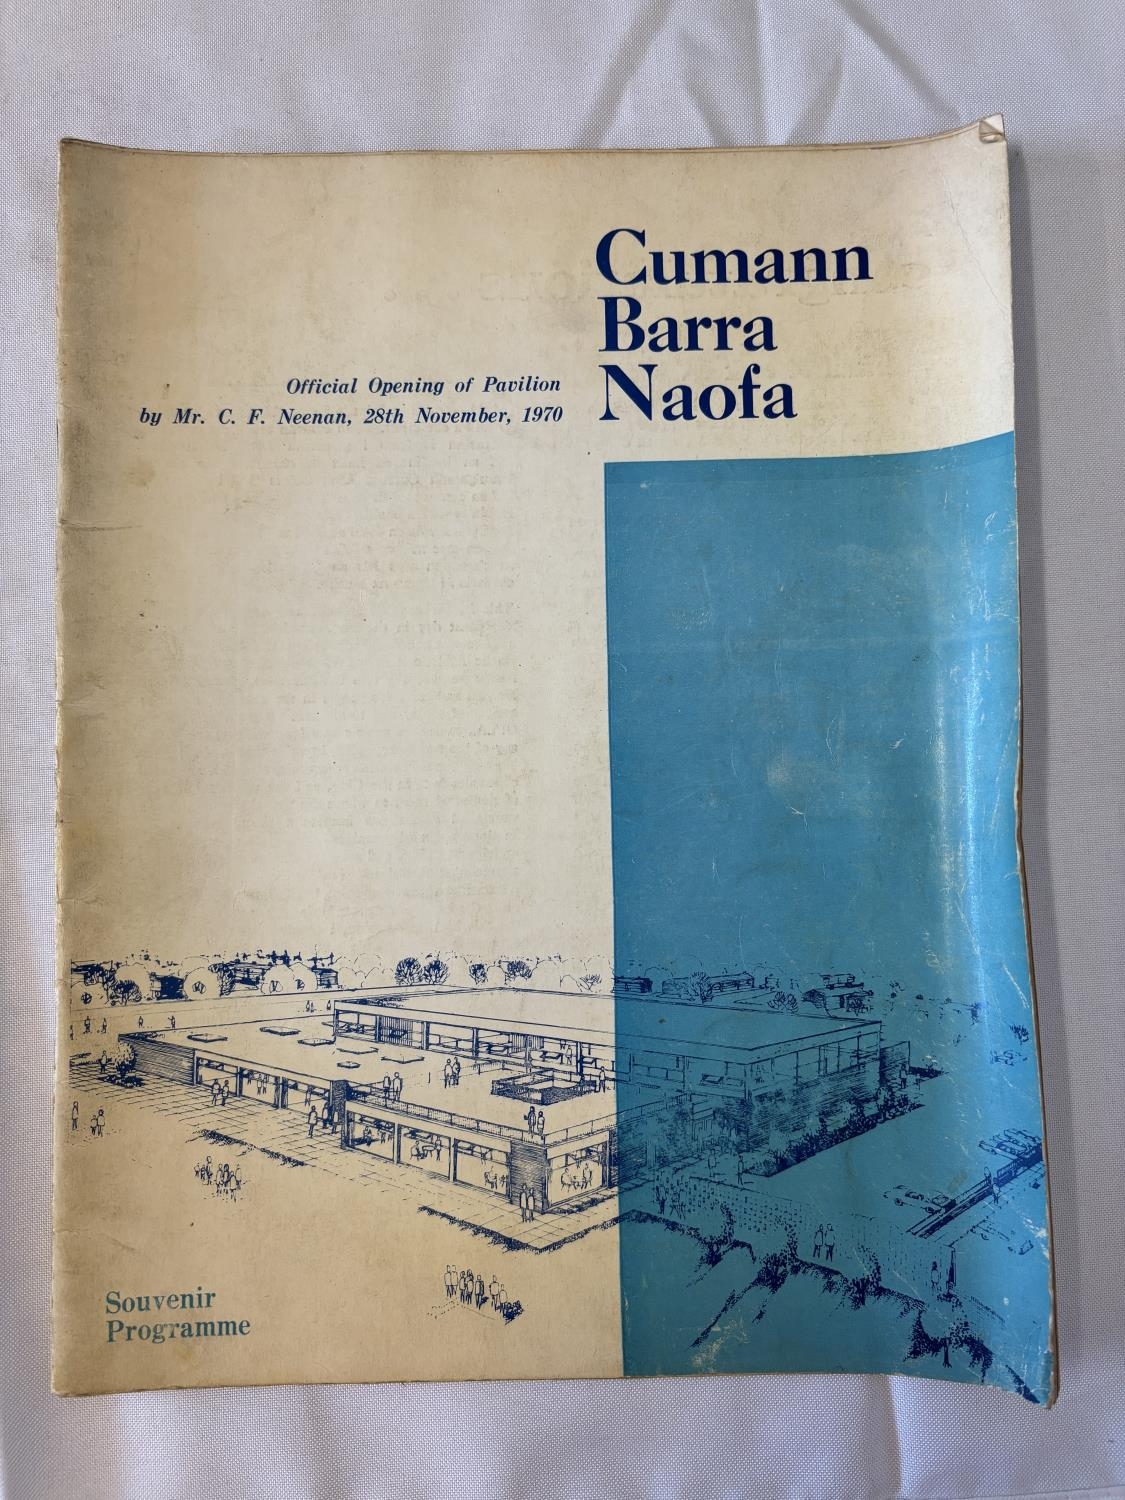 Cumann
Barra
Naofa
Official Opening of Pavilion
by Mr. C. F. Neenan, 28th November, 1970
Souvenir
Programme